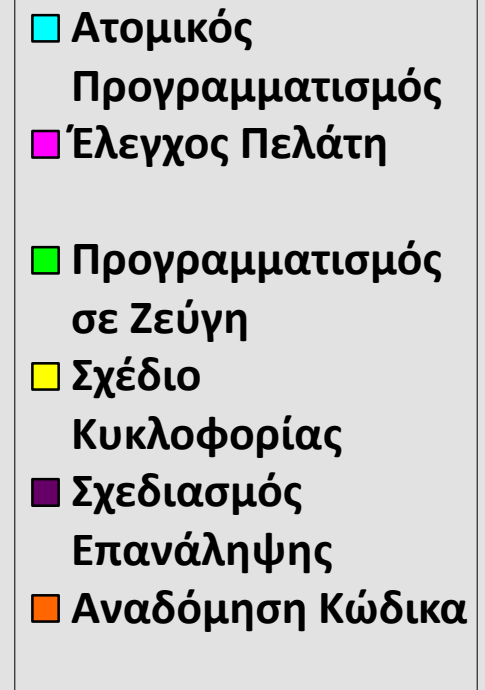 Ατομικός
Προγραμματισμός
Έλεγχος Πελάτη
Προγραμματισμός
σε Ζεύγη
Σχέδιο
Κυκλοφορίας
Σχεδιασμός
Επανάληψης
Αναδόμηση Κώδικα